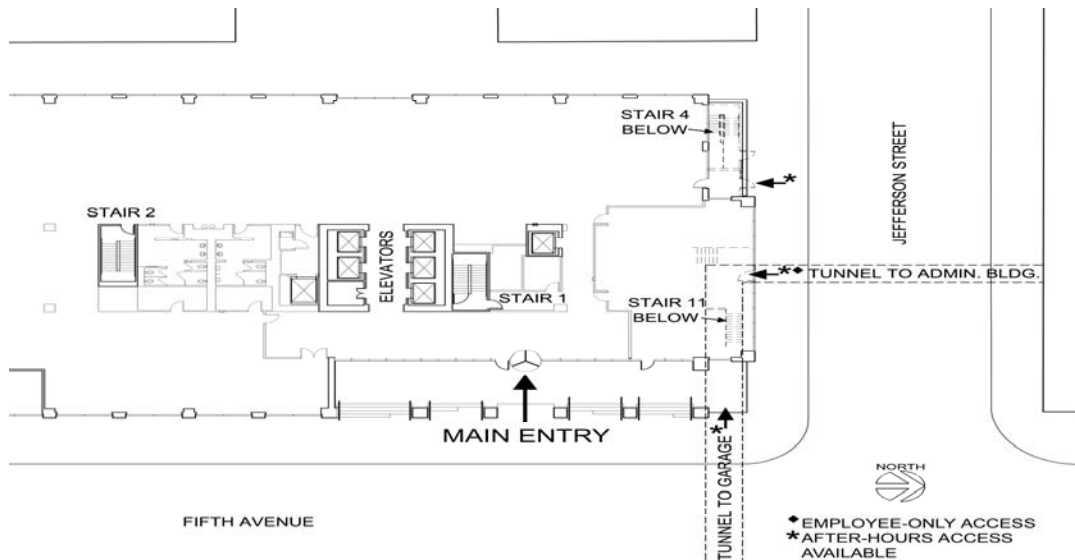 STAIR 4
BELOW
*
JEFFERSON STREET
STAIR 2
ELEVATORS
STAIR 1
*♦ TUNNEL TO ADMIN. BLDG.
STAIR 11
BELOW
MAIN ENTRY
*
TUNNEL TO GARAGE
NORTH
FIFTH AVENUE
♦ EMPLOYEE-ONLY ACCESS
* AFTER-HOURS ACCESS
AVAILABLE